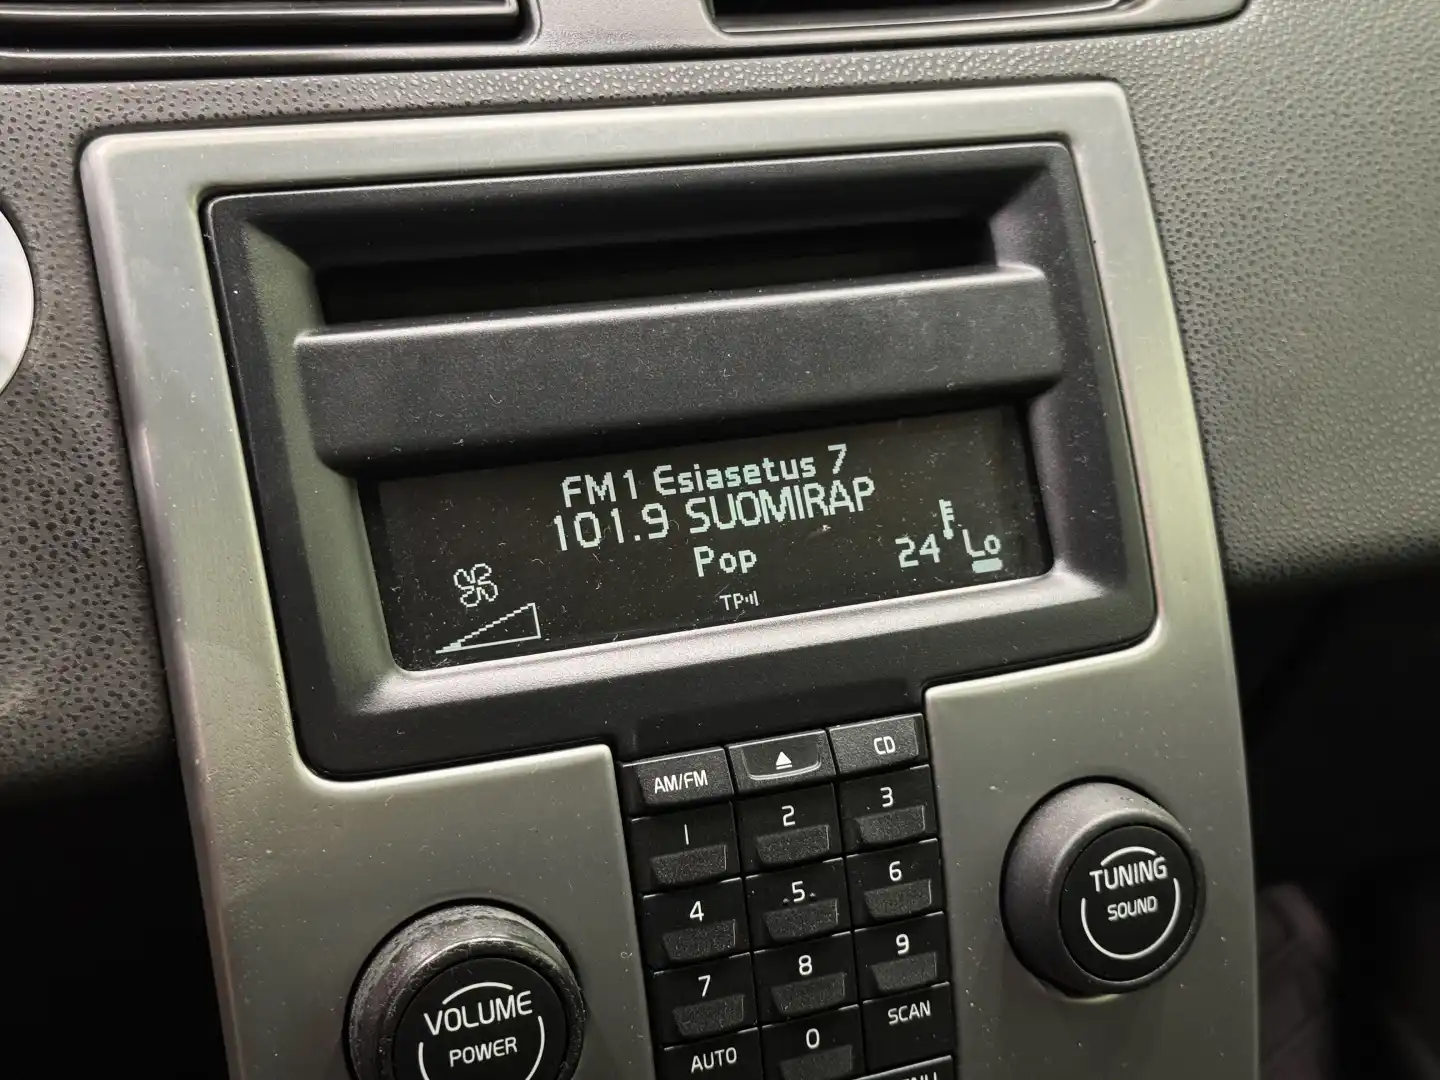 FM1 Esiasetus 7
101.9 SUOMIRAP
Pop
24 Lo
TP
AM/FM
CD
1 2 3
4 5 6
7 8 9
AUTO 0 SCAN
VOLUME
POWER
TUNING
SOUND